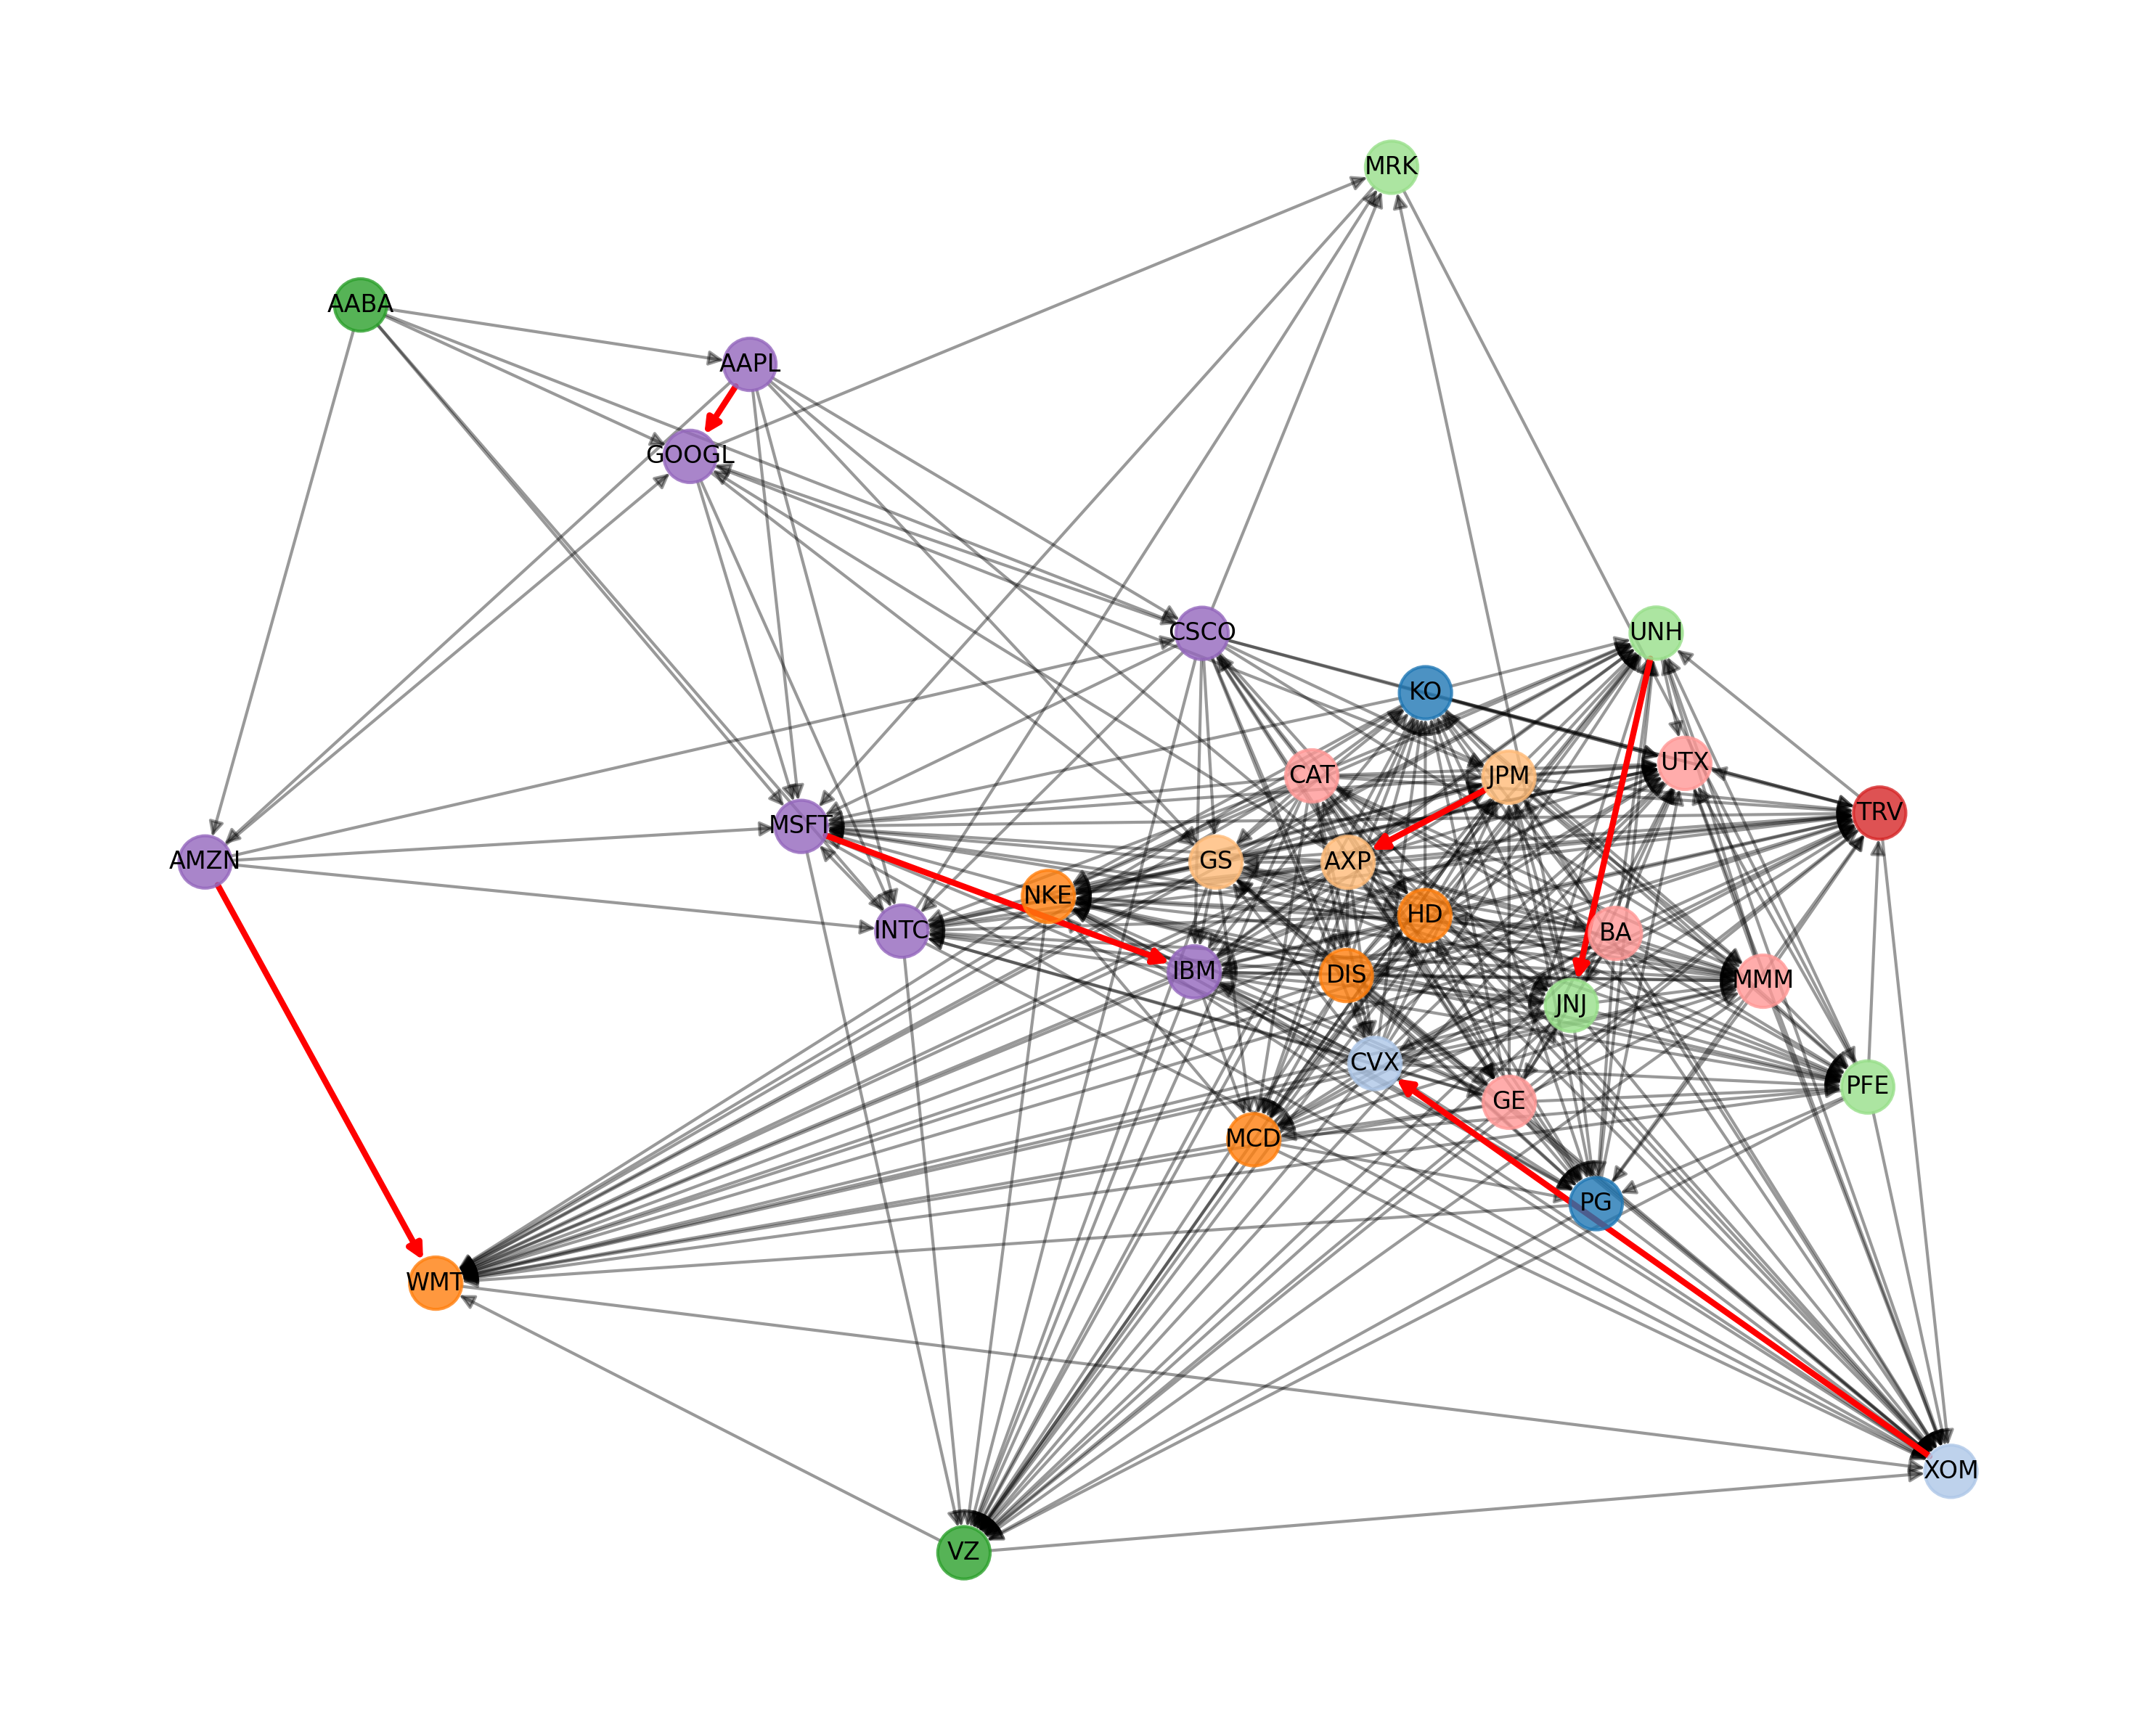 MRK
AABA
AAPL
GOOGL
CSCO
UNH
KO
UTX
CAT
JPM
TRV
MSFT
AMZN
GS
AXP
NKE
HD
INTC
BA
IBM
DIS
MMM
JNJ
CVX
PFE
GE
MCD
PG
WMT
XOM
VZ